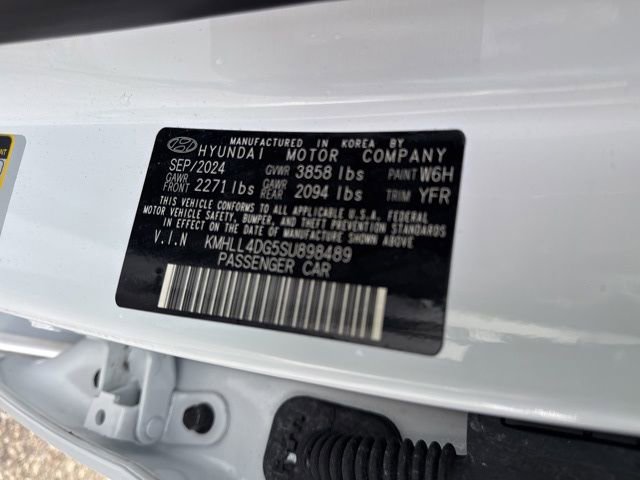 MANUFACTURED IN KOREA BY
HYUNDAI MOTOR COMPANY
SEP/2024 GVWR 3858 lbs PAINT W6H
GAWR FRONT 2271 lbs GAWR REAR 2094 lbs TRIM YFR
THIS VEHICLE CONFORMS TO ALL APPLICABLE U.S.A. FEDERAL
MOTOR VEHICLE SAFETY, BUMPER, AND THEFT PREVENTION STANDARDS
IN EFFECT ON THE DATE OF MANUFACTURE SHOWN ABOVE.
V.I.N KMHLL4DG5SU898489
PASSENGER CAR